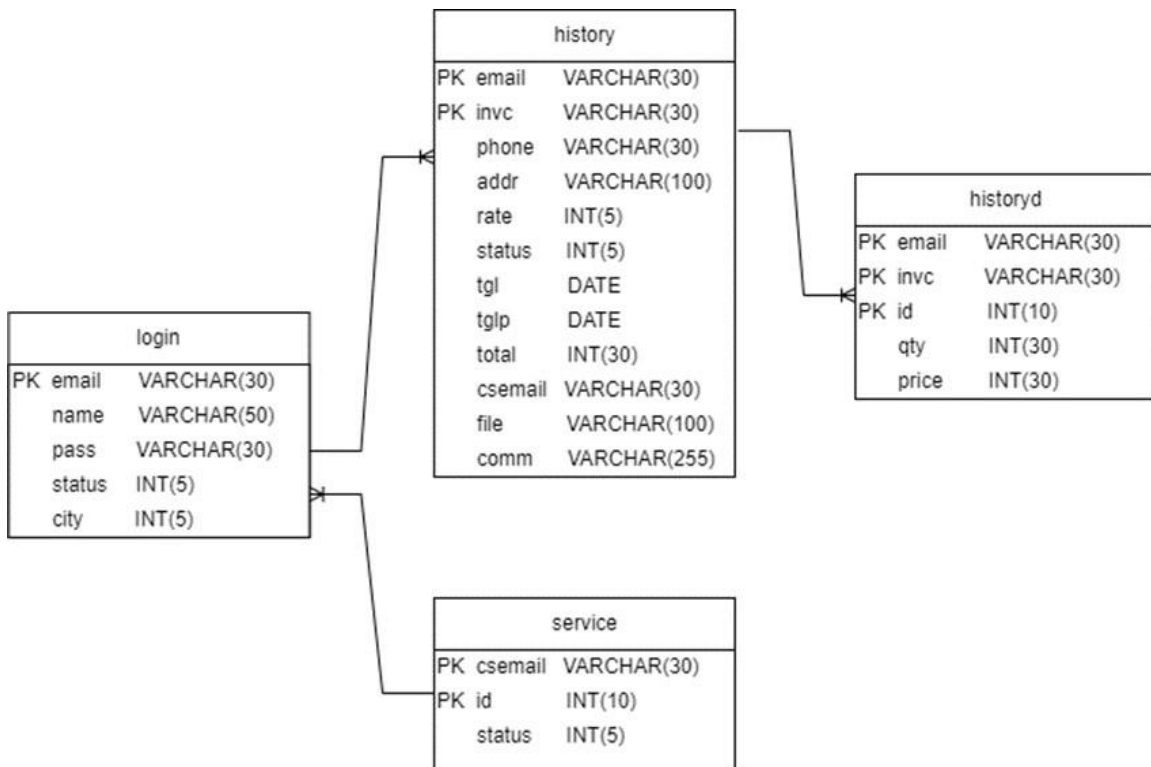 history
PK email VARCHAR(30)
PK invc VARCHAR(30)
phone VARCHAR(30)
addr VARCHAR(100)
rate INT(5)
status INT(5)
tgl DATE
tglp DATE
total INT(30)
csemail VARCHAR(30)
file VARCHAR(100)
comm VARCHAR(255)
historyd
PK email VARCHAR(30)
PK invc VARCHAR(30)
PK id INT(10)
qty INT(30)
price INT(30)
login
PK email VARCHAR(30)
name VARCHAR(50)
pass VARCHAR(30)
status INT(5)
city INT(5)
service
PK csemail VARCHAR(30)
PK id INT(10)
status INT(5)